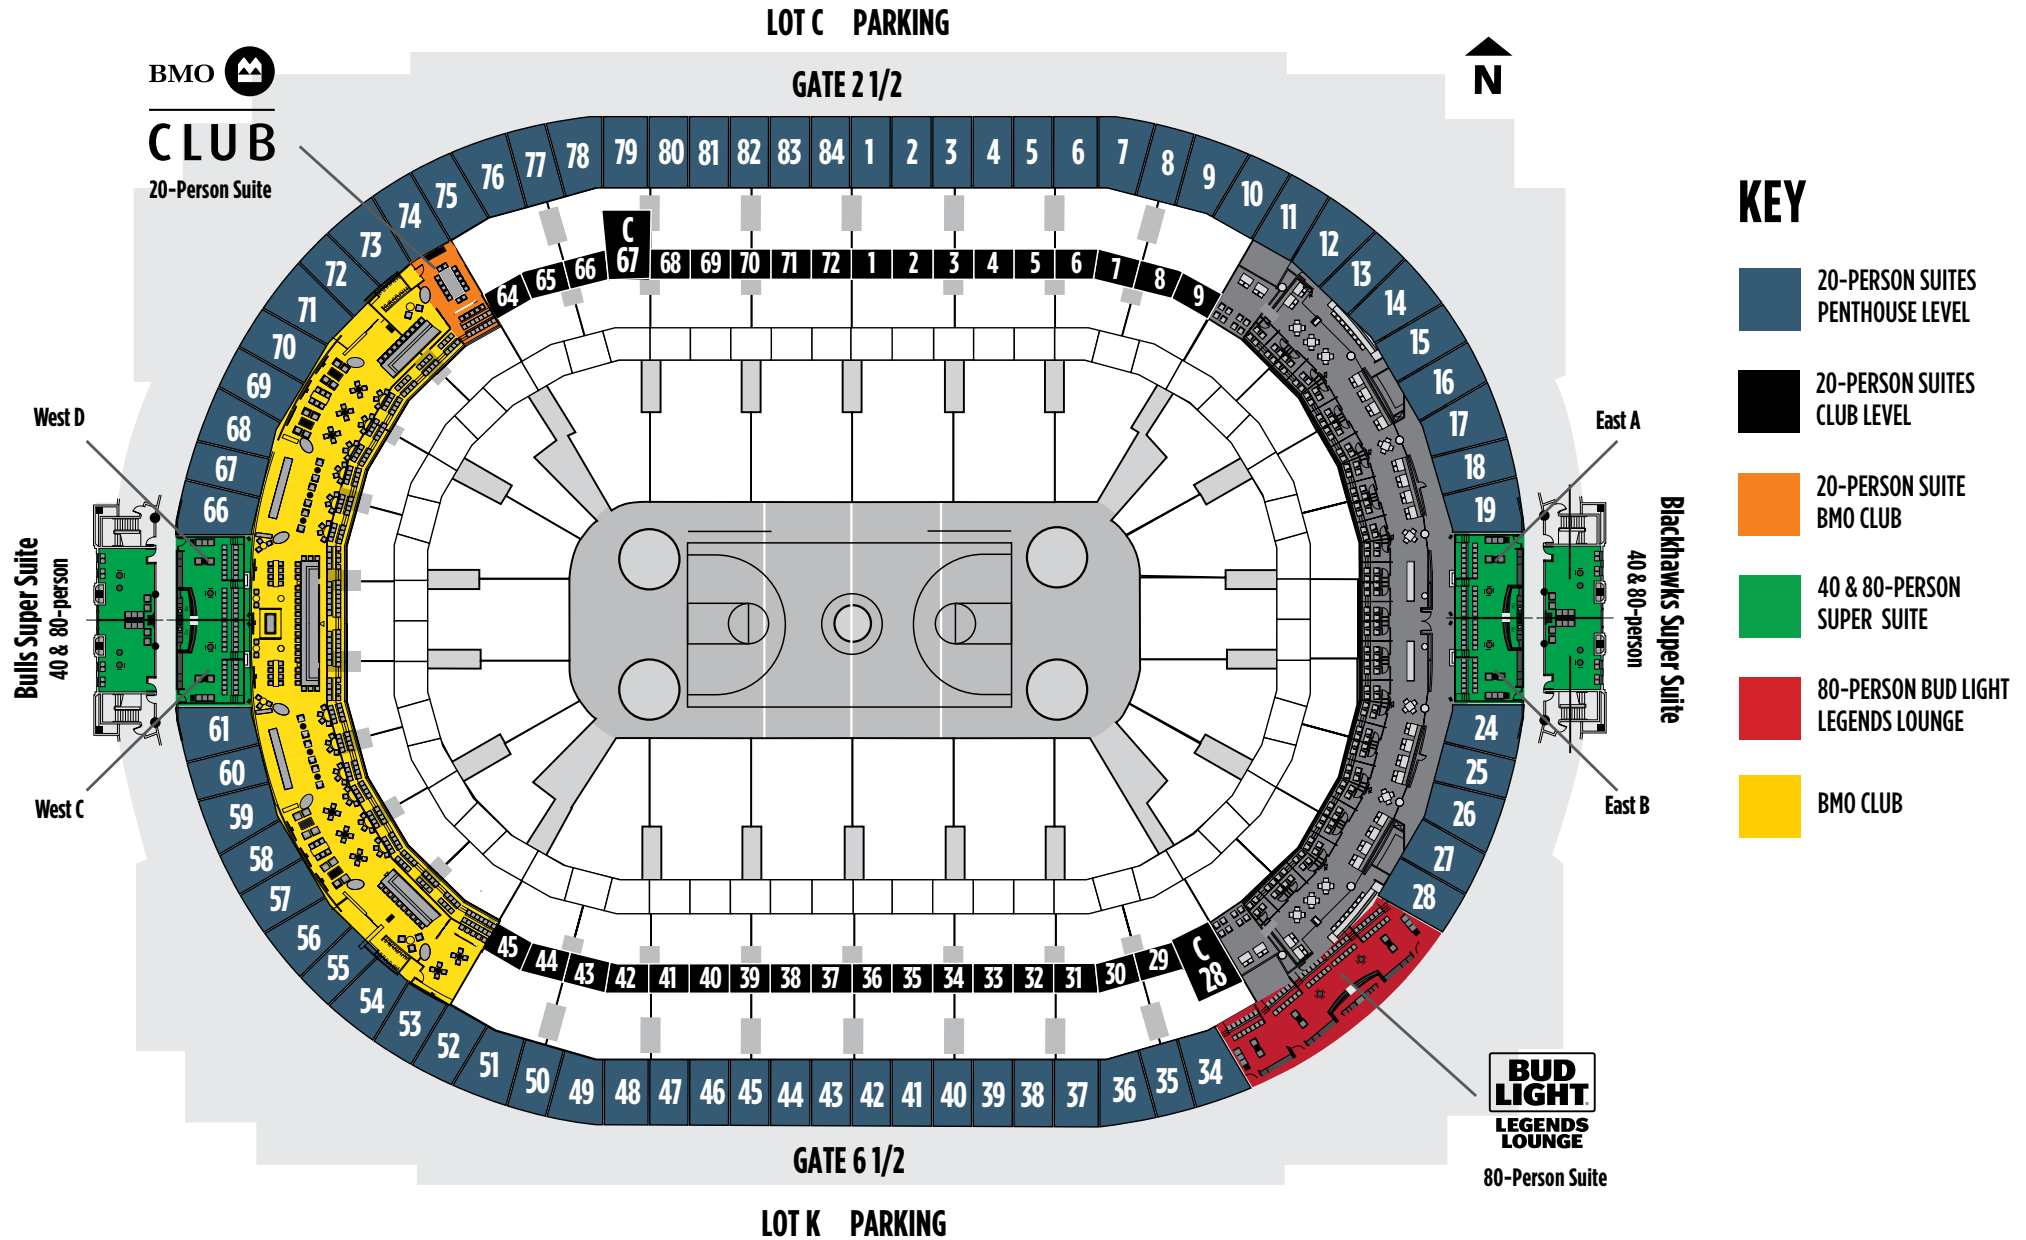 LOT C PARKING
GATE 2 1/2
N
BMO
CLUB
20-Person Suite
79 80 81 82 83 84 1 2 3 4 5 6 7 8 9 10 11 12 13 14 15 16 17 18 19
78 77 76 75 74 73 72 71 70 69 68 67 66
C
67
64 65 66 68 69 70 71 72 1 2 3 4 5 6 7 8 9
West D
East A
Bulls Super Suite
40 & 80-person
Blackhawks Super Suite
40 & 80-person
West C
East B
61 60 59 58 57 56 55 54 53 52 51 50 49
24 25 26 27 28
45 44 43 42 41 40 39 38 37 36 35 34 33 32 31 30 29
C
28
48 47 46 45 44 43 42 41 40 39 38 37 36 35 34
BUD
LIGHT
LEGENDS
LOUNGE
80-Person Suite
GATE 6 1/2
LOT K PARKING
KEY
20-PERSON SUITES
PENTHOUSE LEVEL
20-PERSON SUITES
CLUB LEVEL
20-PERSON SUITE
BMO CLUB
40 & 80-PERSON
SUPER SUITE
80-PERSON BUD LIGHT
LEGENDS LOUNGE
BMO CLUB